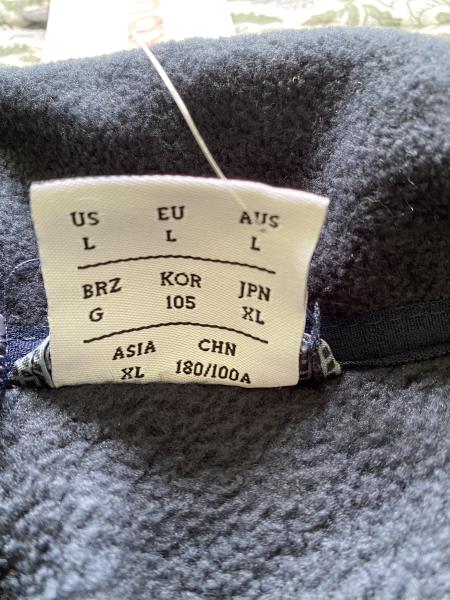 US EU AUS
L L L
BRZ KOR JPN
G 105 XL
ASIA CHN
XL 180/100A